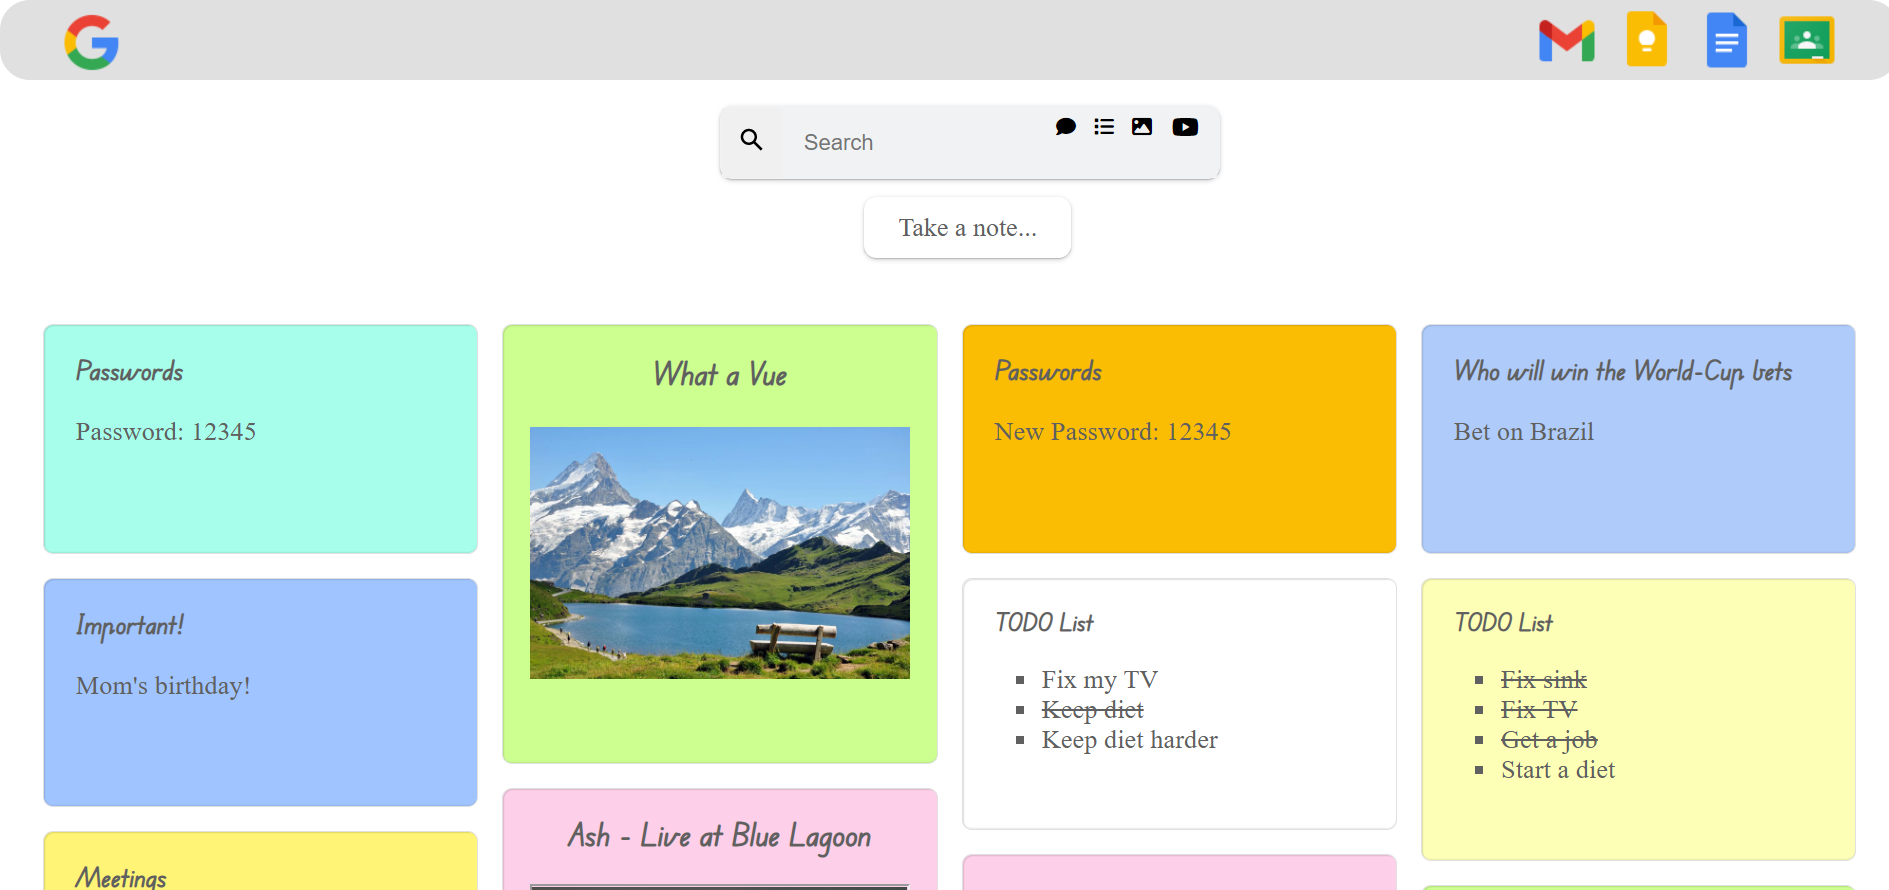 Search
Take a note...
Passwords
Password: 12345
What a Vue
Passwords
New Password: 12345
Who will win the World-Cup bets
Bet on Brazil
Important!
Mom's birthday!
TODO List
Fix my TV
Keep diet
Keep diet harder
TODO List
Fix sink
Fix TV
Get a job
Start a diet
Meetings
Ash - Live at Blue Lagoon